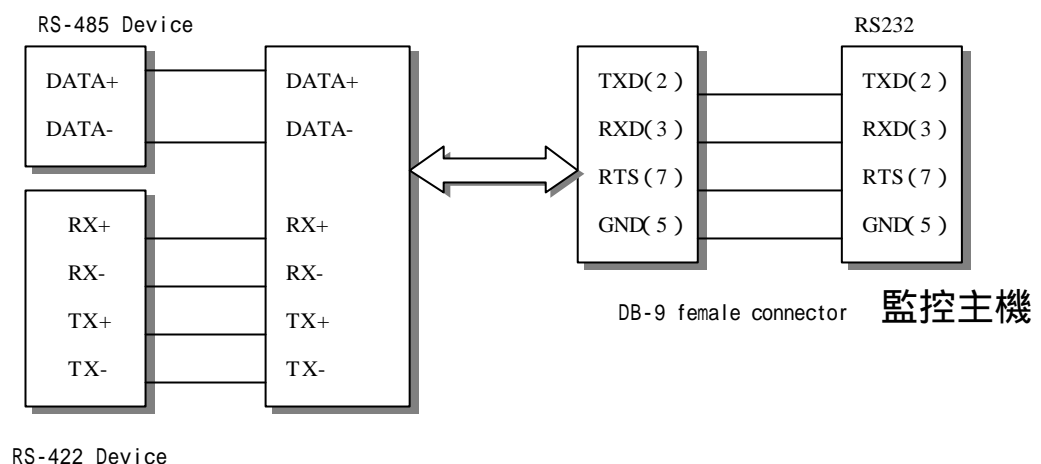 RS-485 Device
RS232
DATA+
DATA-
DATA+
DATA-
RX+
RX-
TX+
TX-
RX+
RX-
TX+
TX-
TXD(2)
RXD(3)
RTS(7)
GND(5)
TXD(2)
RXD(3)
RTS(7)
GND(5)
DB-9 female connector
監控主機
RS-422 Device